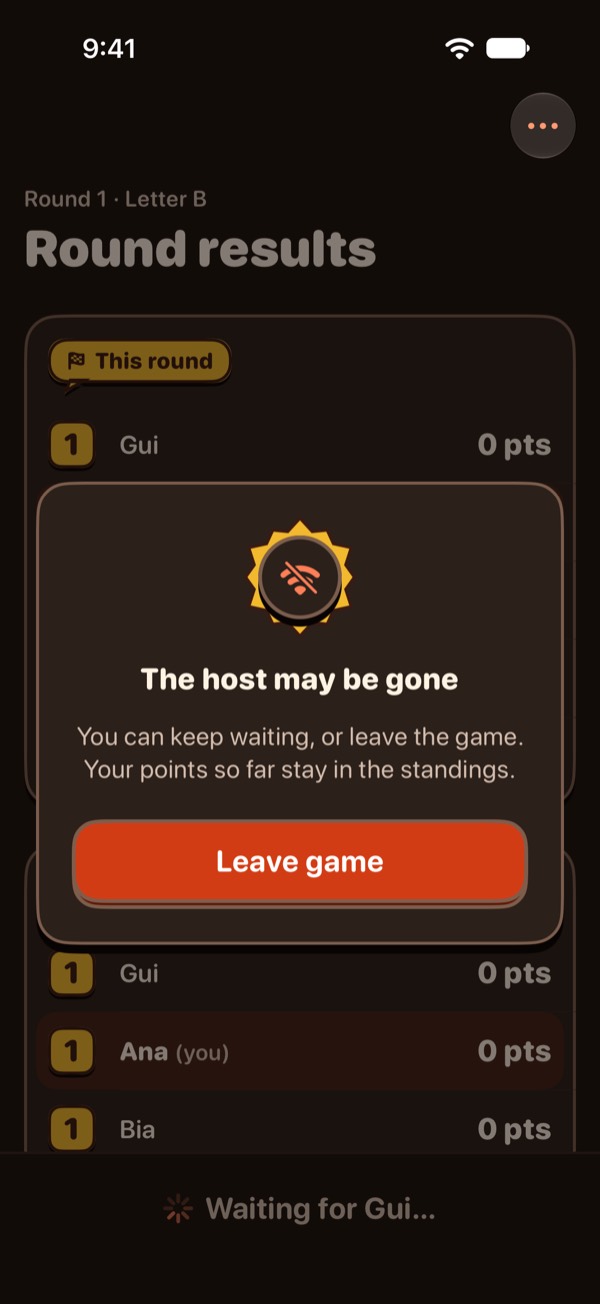 9:41
Round 1 · Letter B
Round results
This round
1 Gui 0 pts
The host may be gone
You can keep waiting, or leave the game.
Your points so far stay in the standings.
Leave game
1 Gui 0 pts
1 Ana (you) 0 pts
1 Bia 0 pts
Waiting for Gui...